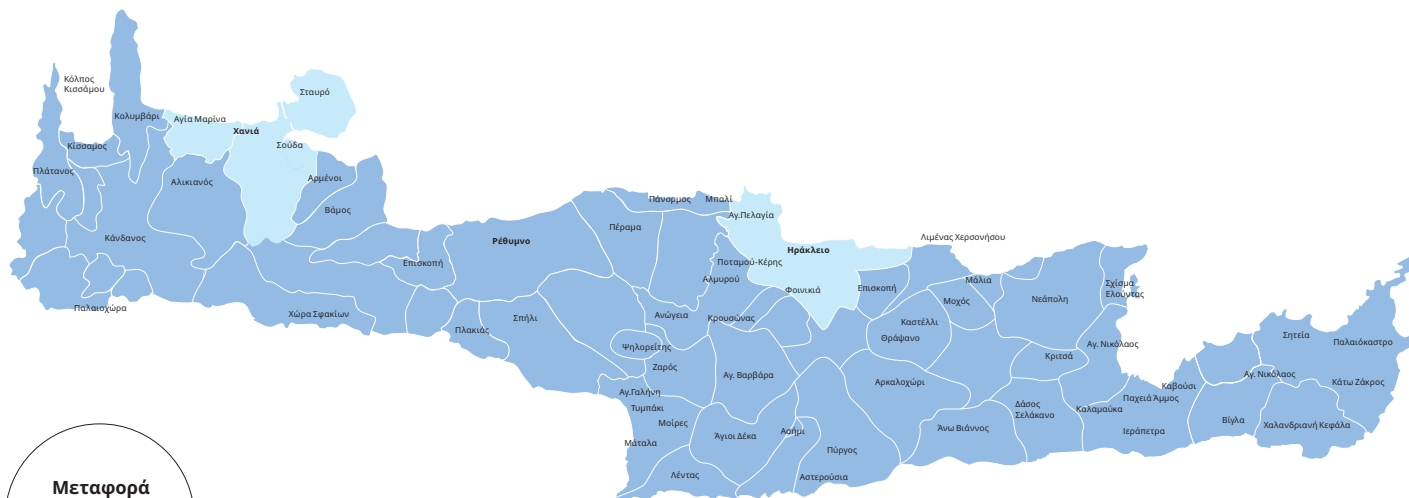 Κόλπος
Κισσάμου
Σταυρό
Κολυμβάρι
Αγία Μαρίνα
Χανιά
Σούδα
Κίσσαμος
Πλάτανος
Αλικιανός
Αρμένοι
Βάμος
Κάνδανος
Παλαιοχώρα
Χώρα Σφακίων
Επισκοπή
Ρέθυμνο
Πλακιάς
Σπήλι
Πέραμα
Πάνορμος
Μπαλί
Αγ.Πελαγία
Ηράκλειο
Ποταμού-Κέρης
Αλμυρού
Φοινικιά
Λιμένας Χερσονήσου
Επισκοπή
Μάλια
Μοχός
Νεάπολη
Σχίσμα
Ελούντας
Ανώγεια
Κρουσώνας
Καστέλλι
Θράψανο
Ψηλορείτης
Ζαρός
Αγ. Βαρβάρα
Αρκαλοχώρι
Κριτσά
Αγ. Νικόλαος
Σητεία
Παλαιόκαστρο
Αγ. Νικόλαος
Κάτω Ζάκρος
Καβούσι
Παχειά Άμμος
Καλαμαύκα
Δάσος
Σελάκανο
Αγ.Γαλήνη
Τυμπάκι
Μοίρες
Μάταλα
Άγιοι Δέκα
Ασήμι
Πύργος
Άνω Βιάννος
Ιεράπετρα
Βίγλα
Χαλανδριανή Κεφάλα
Λέντας
Αστερούσια
Μεταφορά